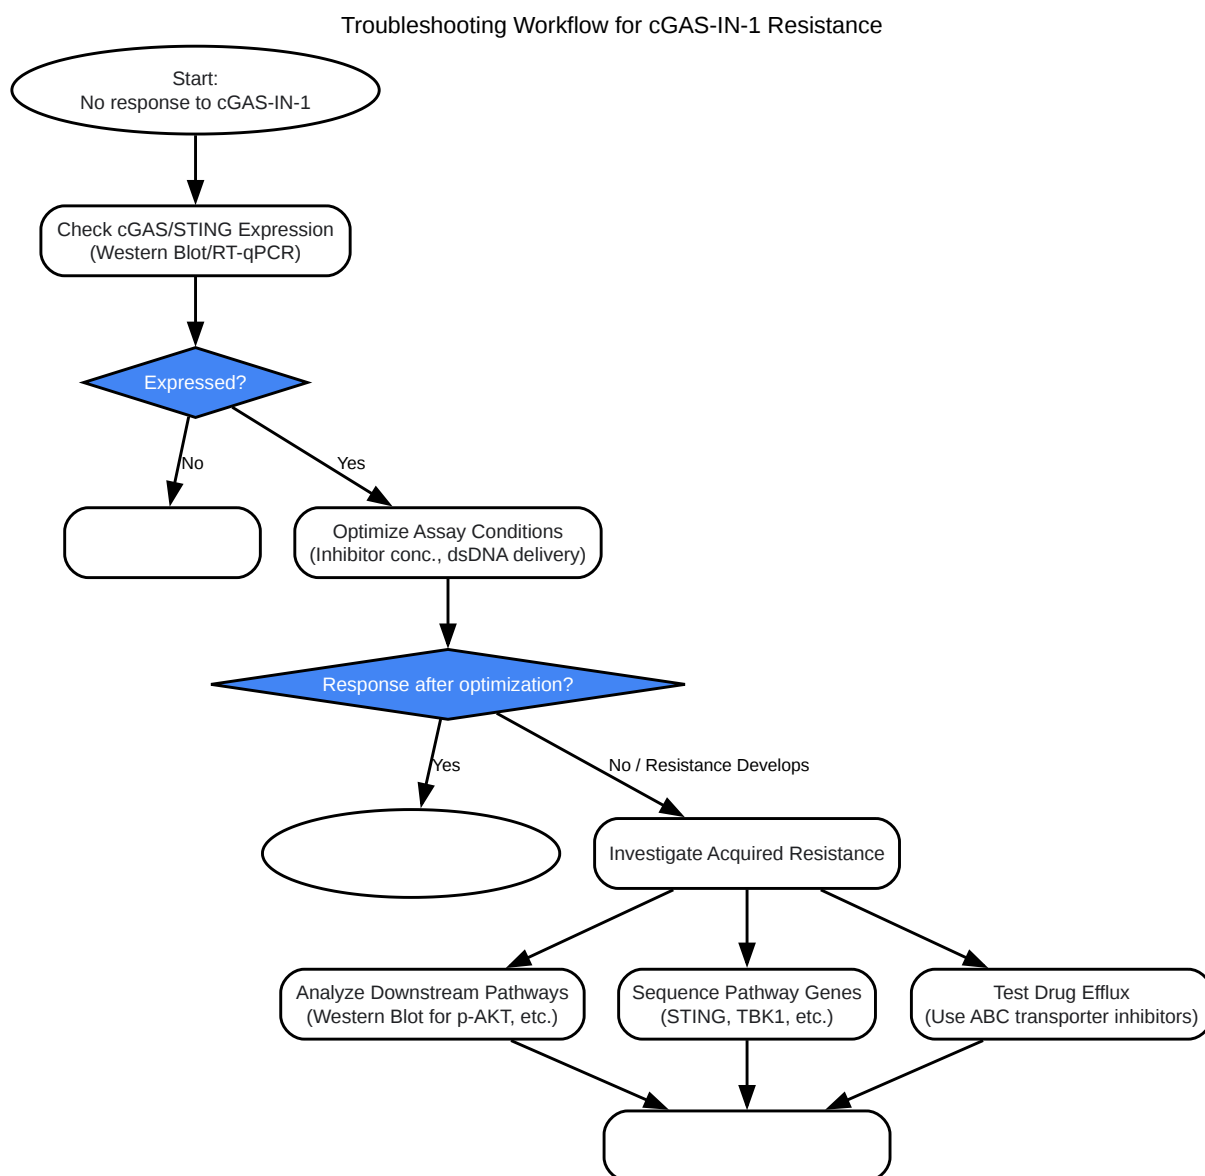 Troubleshooting Workflow for cGAS-IN-1 Resistance
Start:
No response to cGAS-IN-1
Check cGAS/STING Expression
(Western Blot/RT-qPCR)
Expressed?
No
Yes
Optimize Assay Conditions
(Inhibitor conc., dsDNA delivery)
Response after optimization?
Yes
No / Resistance Develops
Investigate Acquired Resistance
Analyze Downstream Pathways
(Western Blot for p-AKT, etc.)
Sequence Pathway Genes
(STING, TBK1, etc.)
Test Drug Efflux
(Use ABC transporter inhibitors)